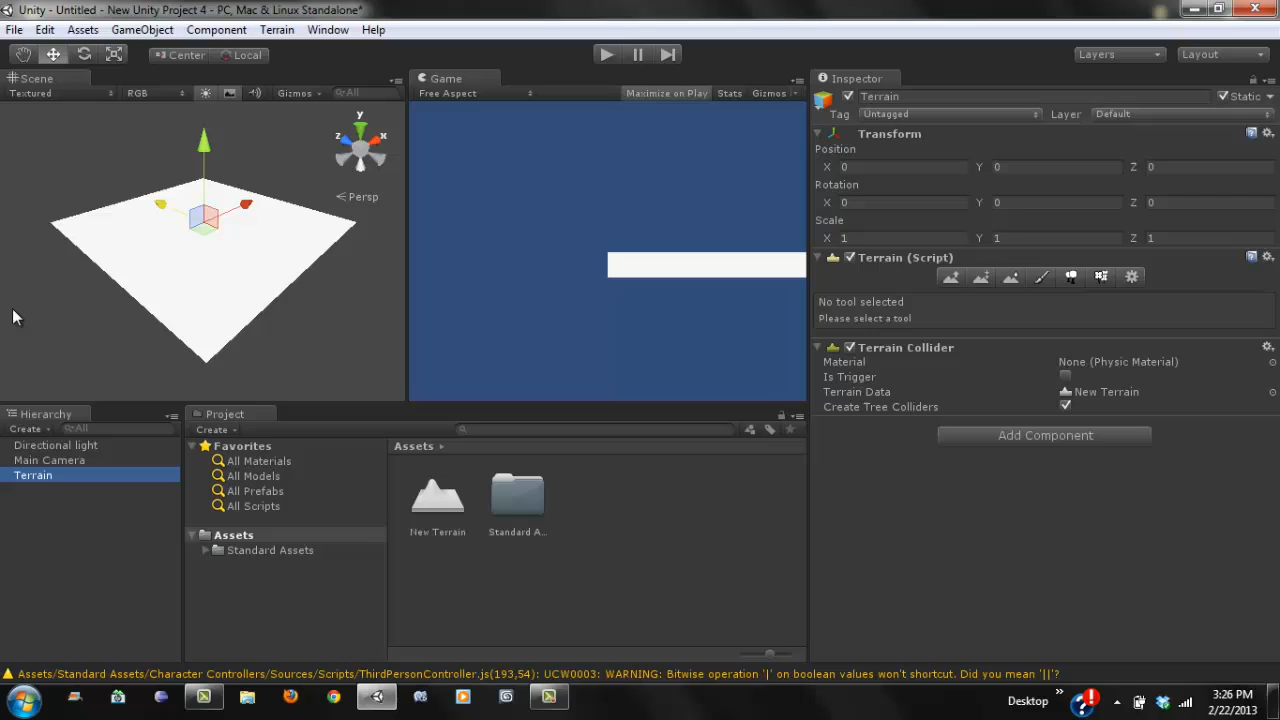 Unity - Untitled - New Unity Project 4 - PC, Mac & Linux Standalone*
File Edit Assets GameObject Component Terrain Window Help
Center Local Layers Layout
Scene
Textured RGB Gizmos All
y
z x
Persp
Game
Free Aspect Maximize on Play Stats Gizmos
Inspector
Terrain Static
Tag Untagged Layer Default
Transform
Position
X 0 Y 0 Z 0
Rotation
X 0 Y 0 Z 0
Scale
X 1 Y 1 Z 1
Terrain (Script)
No tool selected
Please select a tool
Terrain Collider
Material None (Physic Material)
Is Trigger
Terrain Data New Terrain
Create Tree Colliders
Add Component
Hierarchy
Create All
Directional light
Main Camera
Terrain
Project
Create
Favorites
All Materials
All Models
All Prefabs
All Scripts
Assets
Standard Assets
Assets
New Terrain Standard A...
Assets/Standard Assets/Character Controllers/Sources/Scripts/ThirdPersonController.js(193,54): UCW0003: WARNING: Bitwise operation '|' on boolean values won't shortcut. Did you mean '||'?
Desktop
3:26 PM
2/22/2013